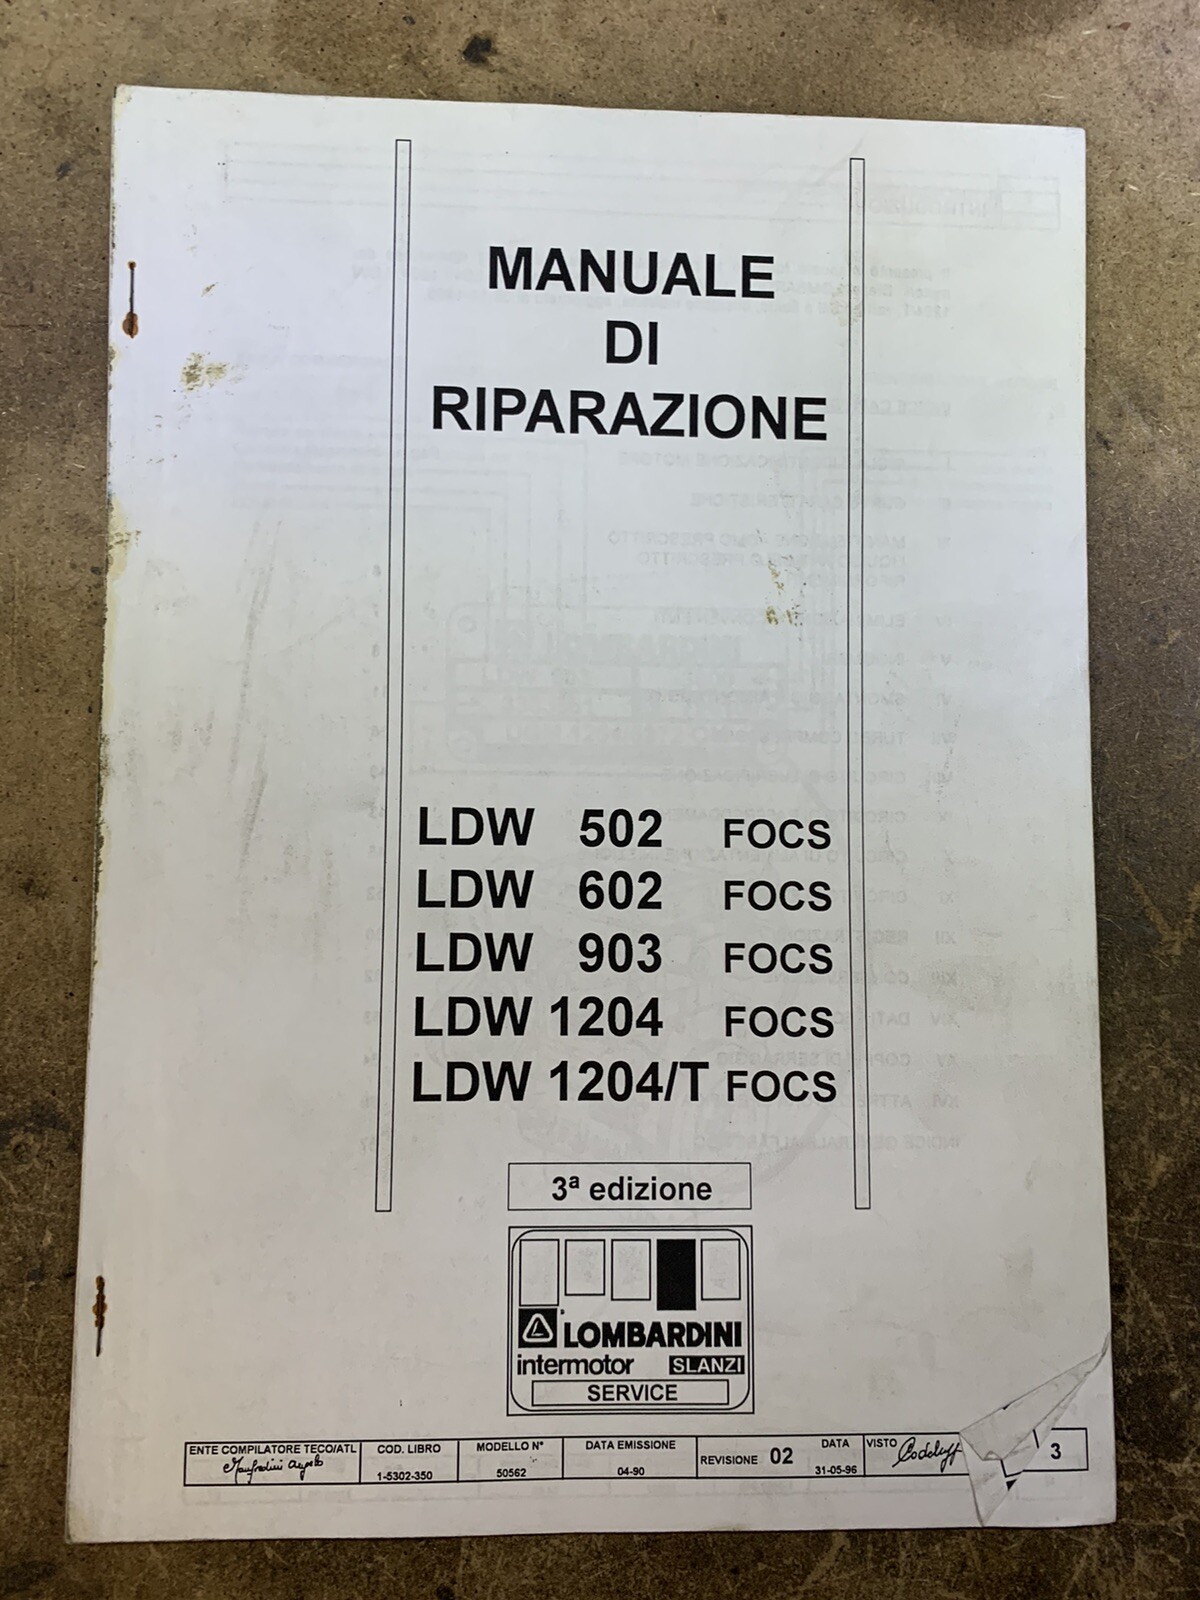 MANUALE
DI
RIPARAZIONE
LDW 502 FOCS
LDW 602 FOCS
LDW 903 FOCS
LDW 1204 FOCS
LDW 1204/T FOCS
3ª edizione
LOMBARDINI
intermotor SLANZI
SERVICE
ENTE COMPILATORE TECO/ATL
COD. LIBRO
1-5302-350
MODELLO N°
50562
DATA EMISSIONE
04-90
REVISIONE 02
DATA
31-05-96
VISTO
3